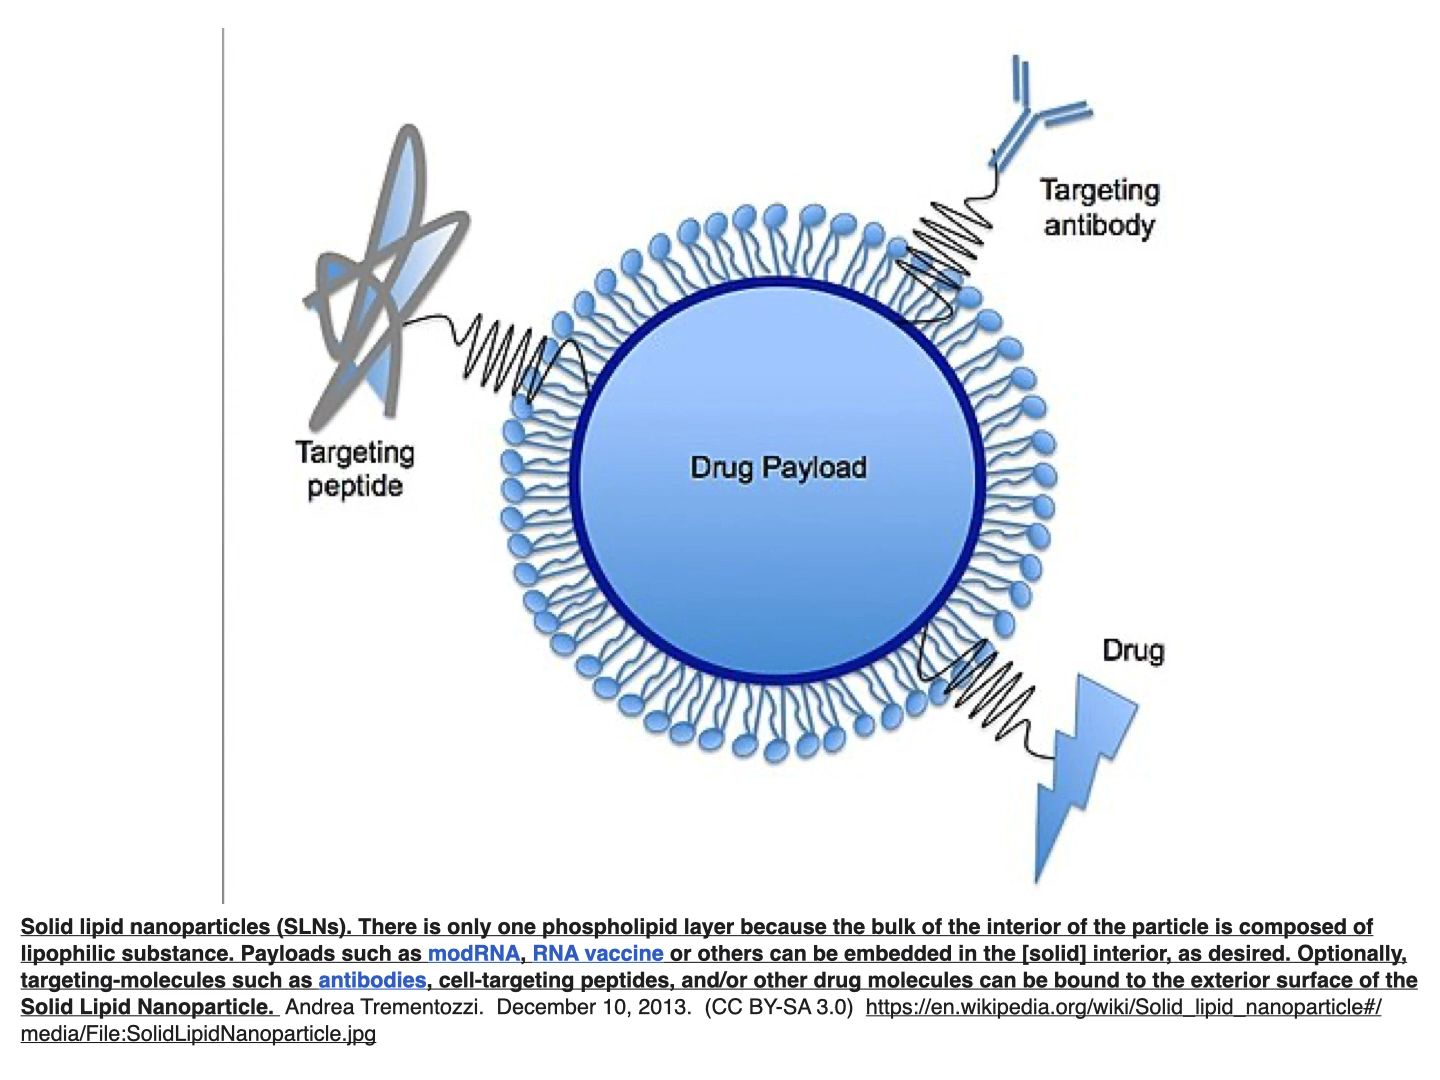 Targeting
antibody
Targeting
peptide
Drug Payload
Drug
Solid lipid nanoparticles (SLNs). There is only one phospholipid layer because the bulk of the interior of the particle is composed of
lipophilic substance. Payloads such as modRNA, RNA vaccine or others can be embedded in the [solid] interior, as desired. Optionally,
targeting-molecules such as antibodies, cell-targeting peptides, and/or other drug molecules can be bound to the exterior surface of the
Solid Lipid Nanoparticle. Andrea Trementozzi. December 10, 2013. (CC BY-SA 3.0) https://en.wikipedia.org/wiki/Solid_lipid_nanoparticle#/
media/File:SolidLipidNanoparticle.jpg